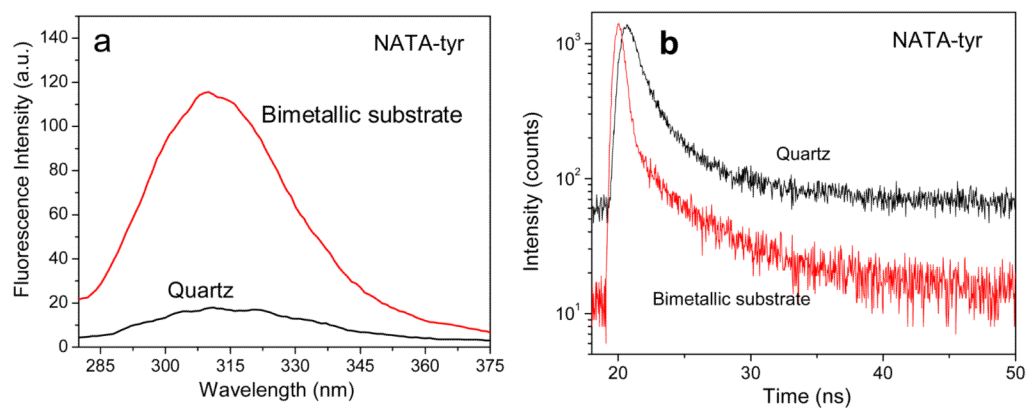 a
NATA-tyr
Bimetallic substrate
Quartz
Fluorescence Intensity (a.u.)
140
120
100
80
60
40
20
0
285 300 315 330 345 360 375
Wavelength (nm)
b
NATA-tyr
Quartz
Bimetallic substrate
Intensity (counts)
10³
10²
10¹
20 30 40 50
Time (ns)